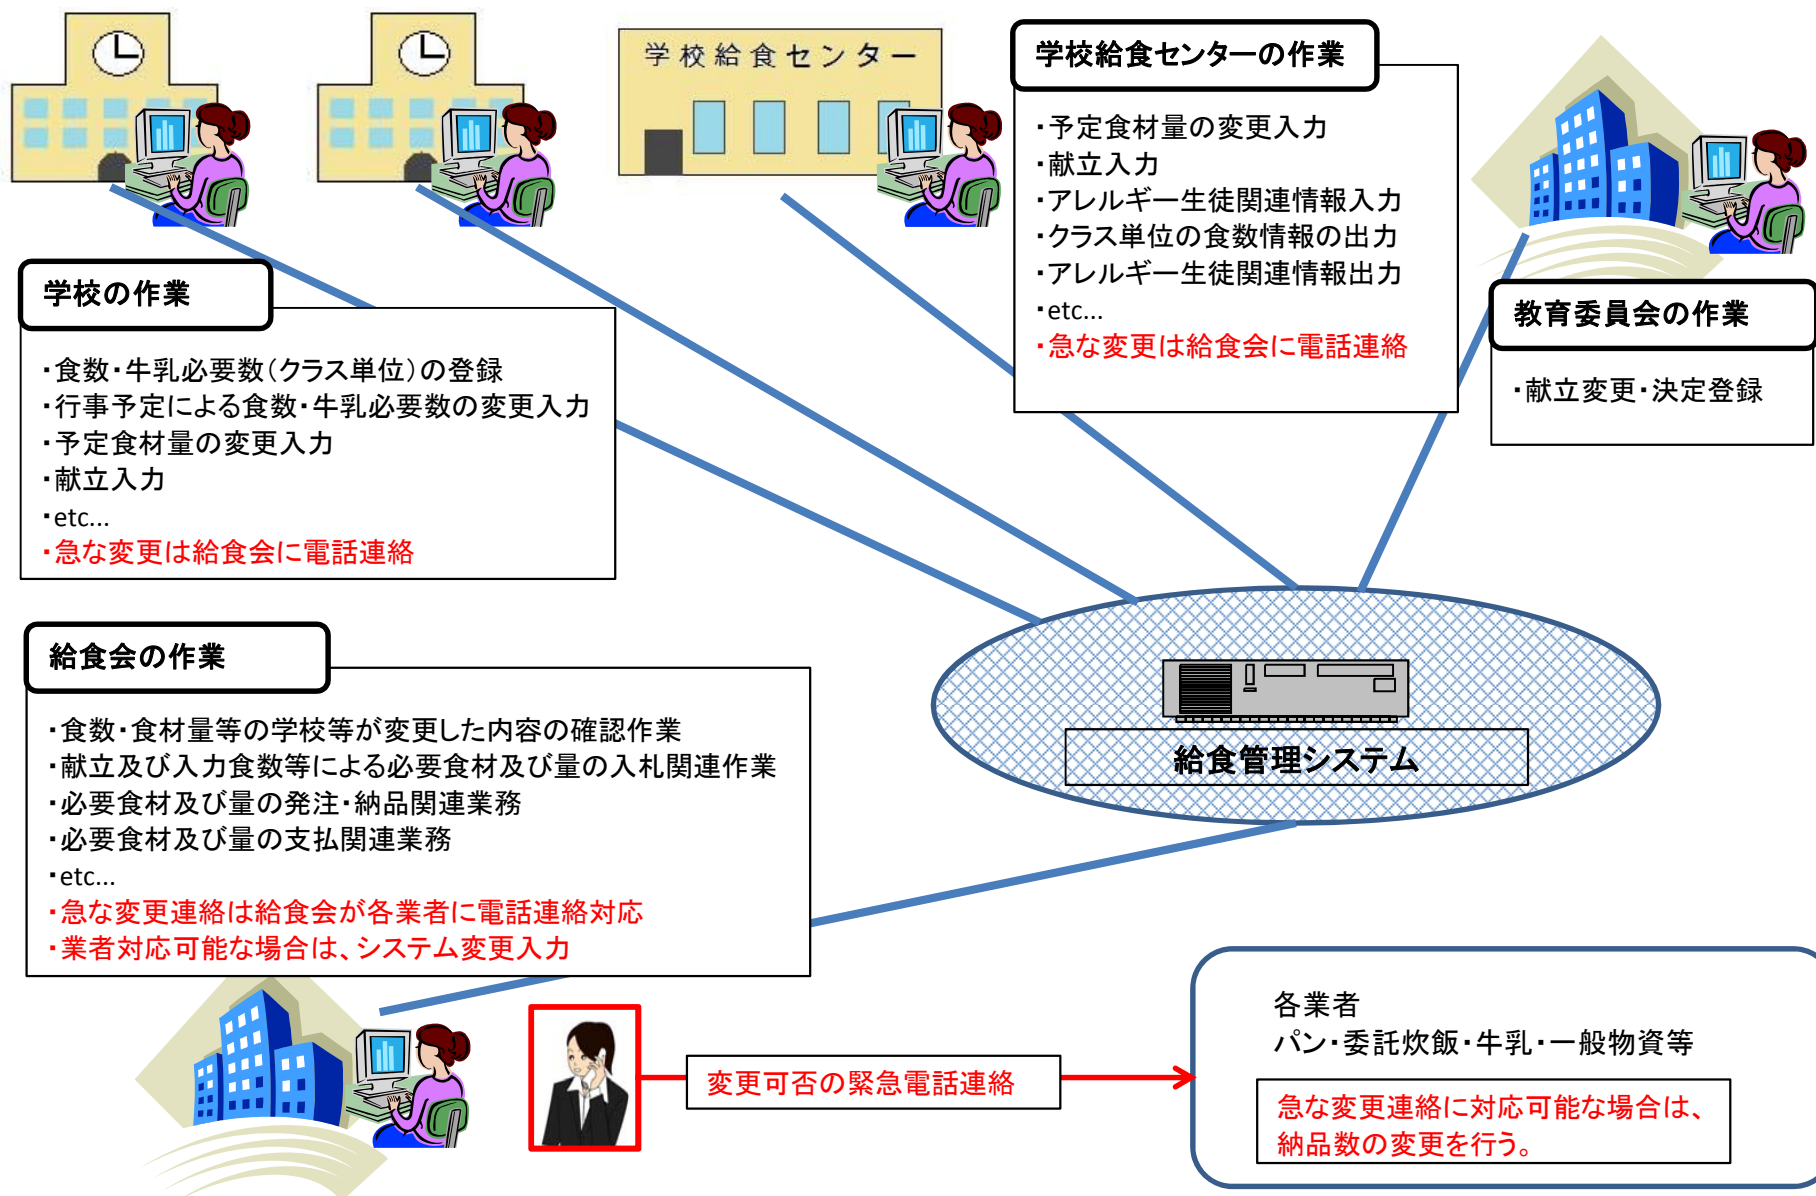 学校給食センター
学校給食センターの作業
・予定食材量の変更入力
・献立入力
・アレルギー生徒関連情報入力
・クラス単位の食数情報の出力
・アレルギー生徒関連情報出力
・etc...
・急な変更は給食会に電話連絡
教育委員会の作業
・献立変更・決定登録
学校の作業
・食数・牛乳必要数(クラス単位)の登録
・行事予定による食数・牛乳必要数の変更入力
・予定食材量の変更入力
・献立入力
・etc...
・急な変更は給食会に電話連絡
給食会の作業
・食数・食材量等の学校等が変更した内容の確認作業
・献立及び入力食数等による必要食材及び量の入札関連作業
・必要食材及び量の発注・納品関連業務
・必要食材及び量の支払関連業務
・etc...
・急な変更連絡は給食会が各業者に電話連絡対応
・業者対応可能な場合は、システム変更入力
給食管理システム
変更可否の緊急電話連絡
各業者
パン・委託炊飯・牛乳・一般物資等
急な変更連絡に対応可能な場合は、
納品数の変更を行う。